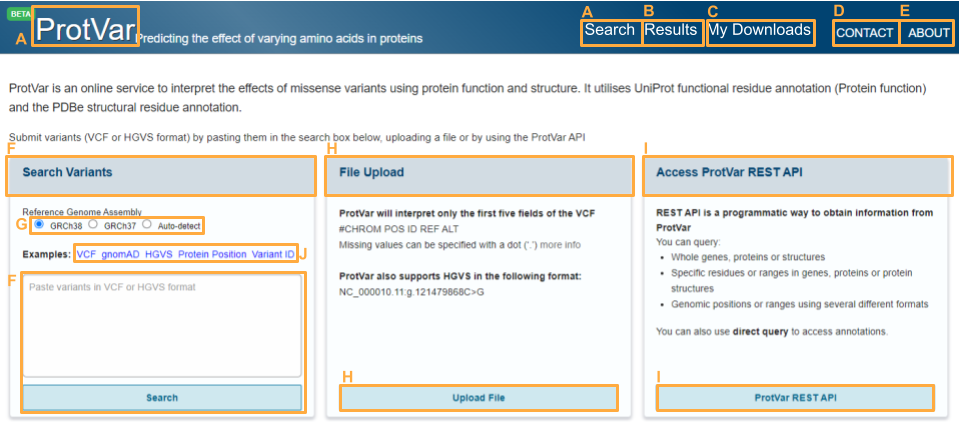 BETA
A ProtVar Predicting the effect of varying amino acids in proteins
A B C D E
Search Results My Downloads CONTACT ABOUT
ProtVar is an online service to interpret the effects of missense variants using protein function and structure. It utilises UniProt functional residue annotation (Protein function)
and the PDBe structural residue annotation.
Submit variants (VCF or HGVS format) by pasting them in the search box below, uploading a file or by using the ProtVar API
F
Search Variants
Reference Genome Assembly
G GRCh38 GRCh37 Auto-detect
Examples: VCF gnomAD HGVS Protein Position Variant ID J
F
Paste variants in VCF or HGVS format
Search
H
File Upload
ProtVar will interpret only the first five fields of the VCF
#CHROM POS ID REF ALT
Missing values can be specified with a dot ('.') more info
ProtVar also supports HGVS in the following format:
NC_000010.11:g.121479868C>G
H
Upload File
I
Access ProtVar REST API
REST API is a programmatic way to obtain information from
ProtVar
You can query:
• Whole genes, proteins or structures
• Specific residues or ranges in genes, proteins or protein
structures
• Genomic positions or ranges using several different formats
You can also use direct query to access annotations.
I
ProtVar REST API